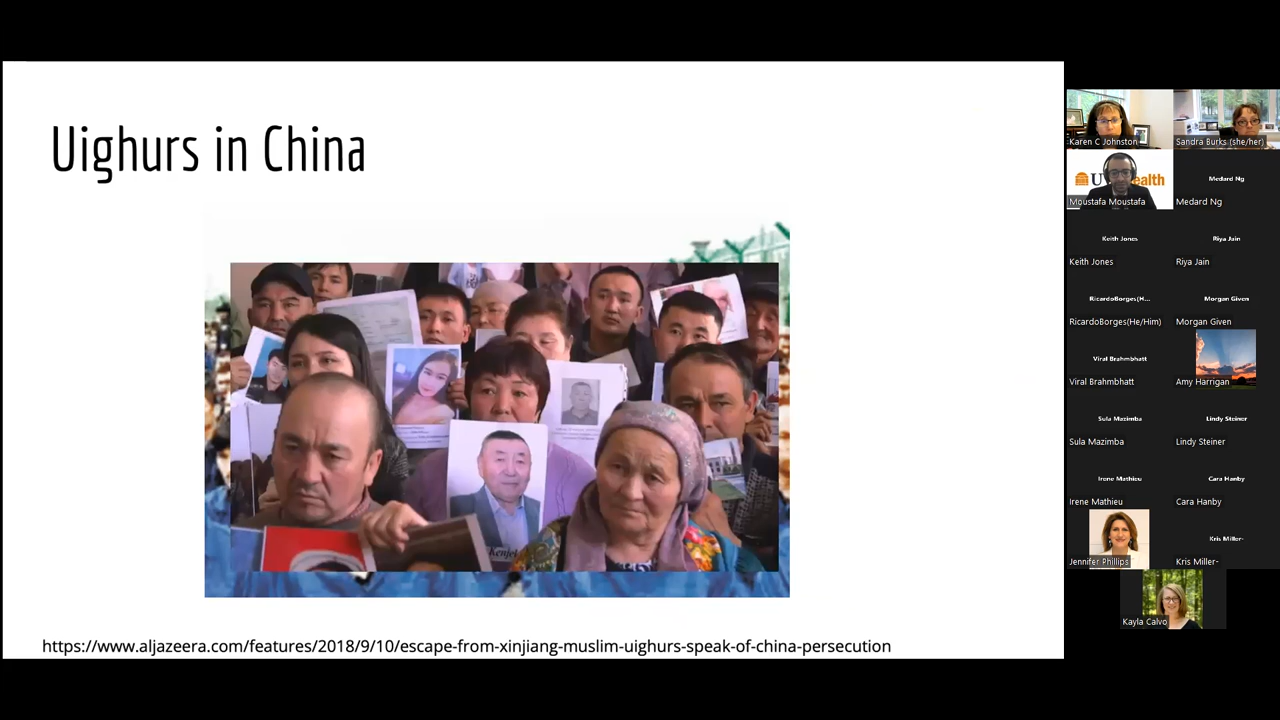 Uighurs in China
Kenjel
https://www.aljazeera.com/features/2018/9/10/escape-from-xinjiang-muslim-uighurs-speak-of-china-persecution
Karen C Johnston
Sandra Burks (she/her)
Moustafa Moustafa
Medard Ng
Medard Ng
Keith Jones
Keith Jones
Riya Jain
Riya Jain
RicardoBorges(H...
RicardoBorges(He/Him)
Morgan Given
Morgan Given
Viral Brahmbhatt
Viral Brahmbhatt
Amy Harrigan
Sula Mazimba
Sula Mazimba
Lindy Steiner
Lindy Steiner
Irene Mathieu
Irene Mathieu
Cara Hanby
Cara Hanby
Jennifer Phillips
Kris Miller-
Kris Miller-
Kayla Calvo